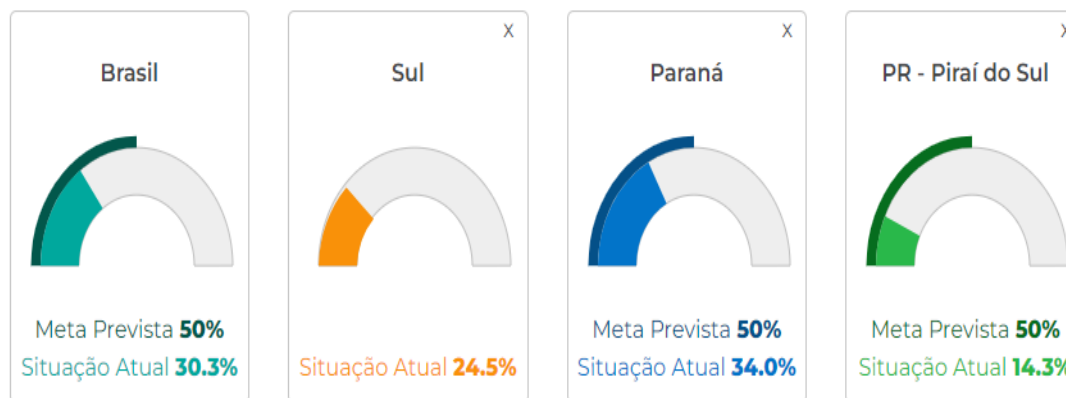 X
X
X
Brasil
Sul
Paraná
PR - Piraí do Sul
Meta Prevista 50%
Situação Atual 30.3%
Situação Atual 24.5%
Meta Prevista 50%
Situação Atual 34.0%
Meta Prevista 50%
Situação Atual 14.3%